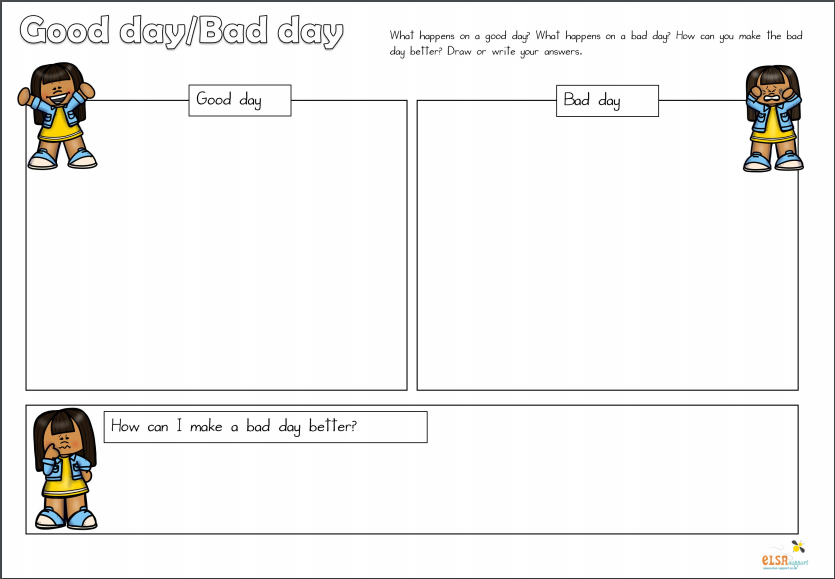 Good day/Bad day
What happens on a good day? What happens on a bad day? How can you make the bad
day better? Draw or write your answers.
Good day
Bad day
How can I make a bad day better?
eLSA
support